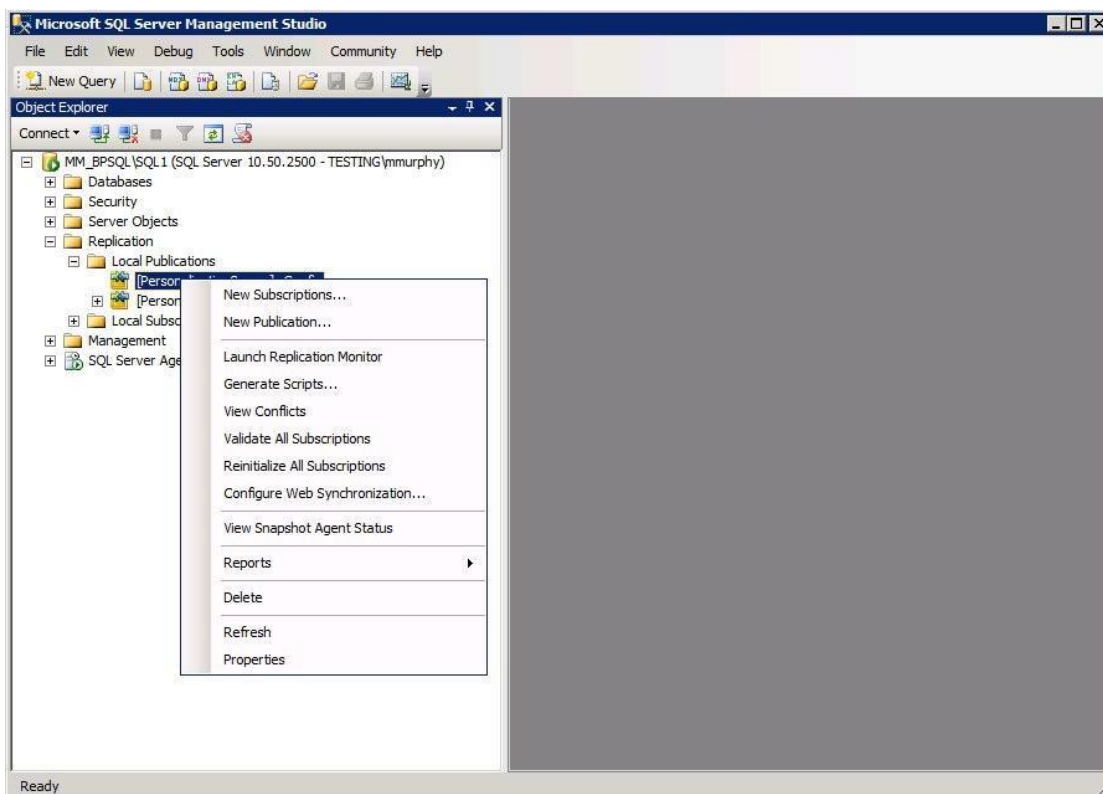 Microsoft SQL Server Management Studio
File Edit View Debug Tools Window Community Help
New Query
Object Explorer
Connect
MM_BPSQL\SQL1 (SQL Server 10.50.2500 - TESTING\mmurphy)
Databases
Security
Server Objects
Replication
Local Publications
[Person
[Person
Local Subsc
Management
SQL Server Age
New Subscriptions...
New Publication...
Launch Replication Monitor
Generate Scripts...
View Conflicts
Validate All Subscriptions
Reinitialize All Subscriptions
Configure Web Synchronization...
View Snapshot Agent Status
Reports
Delete
Refresh
Properties
Ready